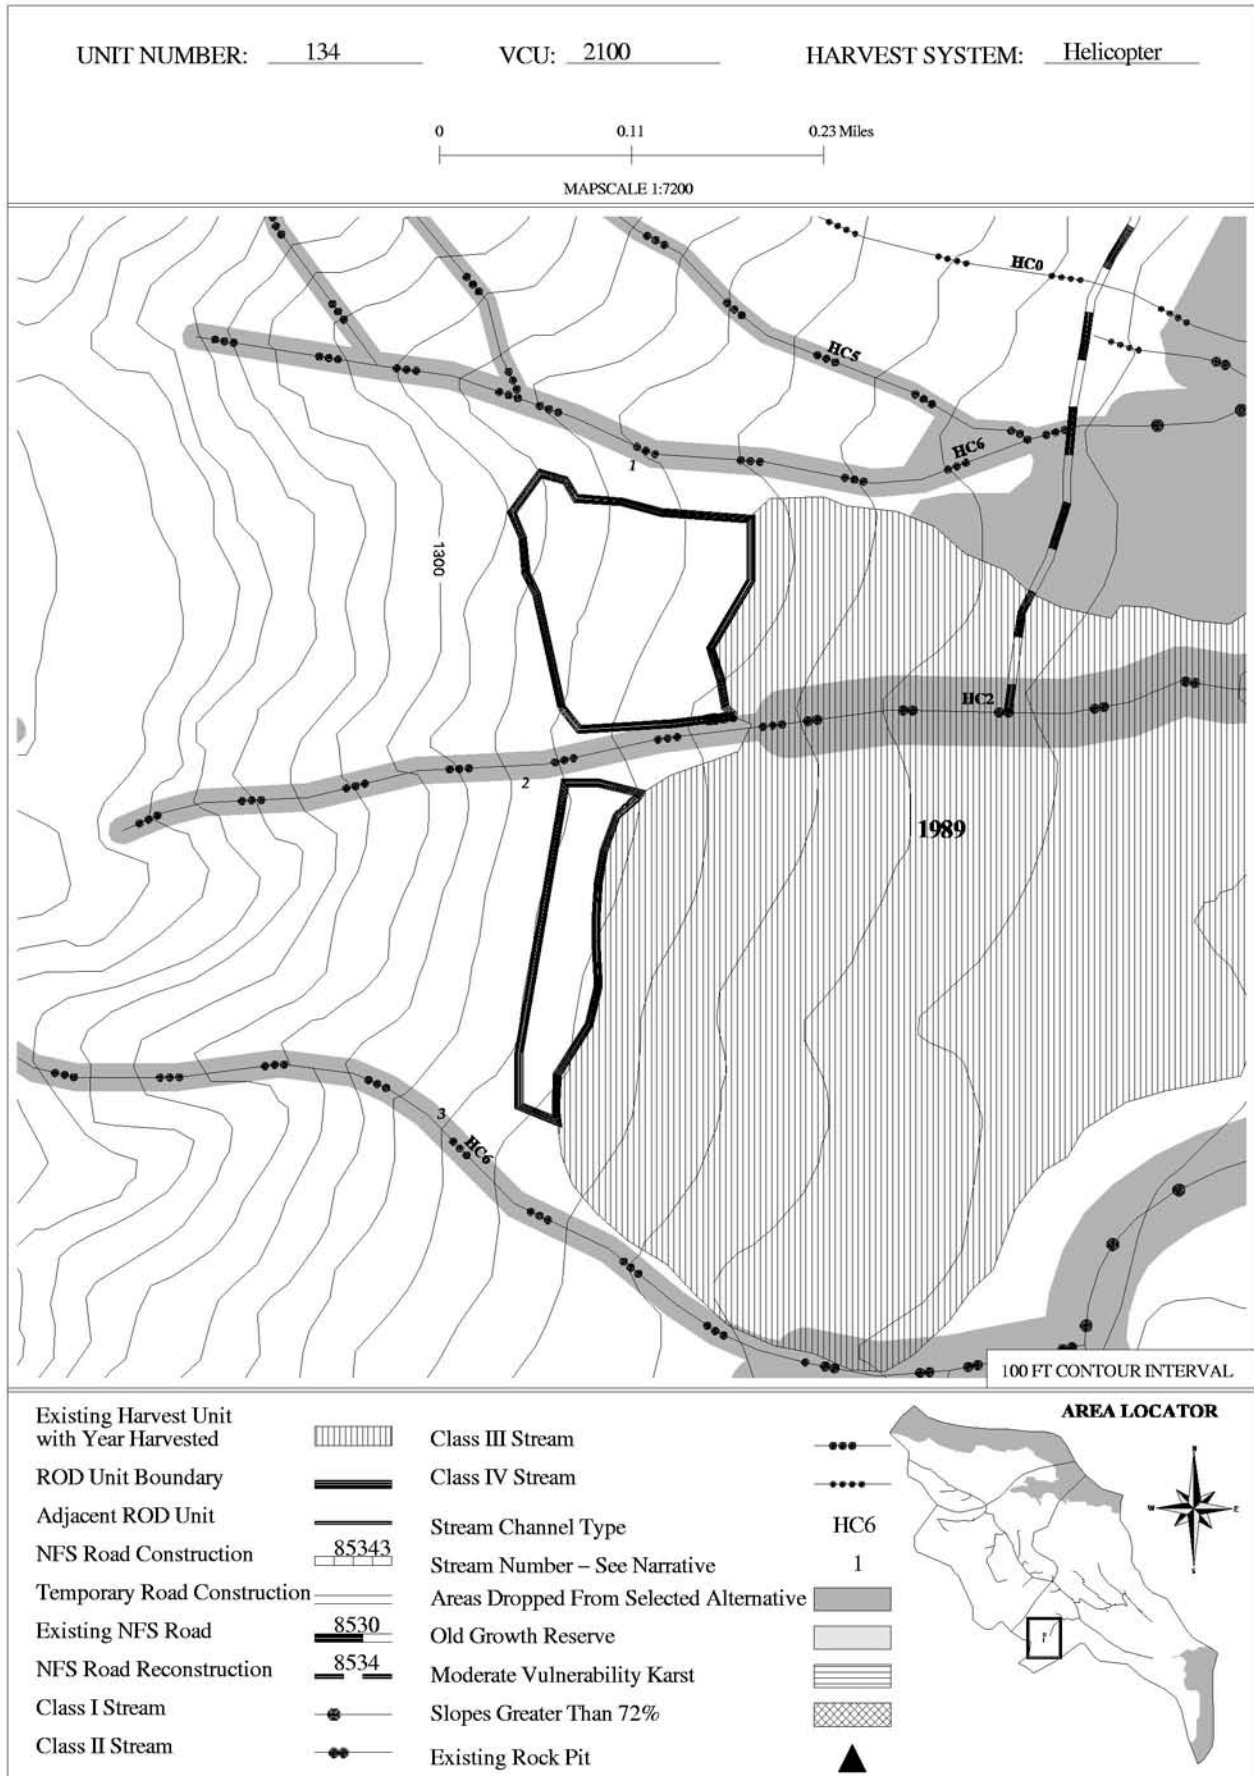 UNIT NUMBER: 134 VCU: 2100 HARVEST SYSTEM: Helicopter
0 0.11 0.23 Miles
MAPSCALE 1:7200
HC0
HC5
HC6
1
1300
HC2
2
1989
3
HC6
100 FT CONTOUR INTERVAL
Existing Harvest Unit
with Year Harvested
ROD Unit Boundary
Adjacent ROD Unit
NFS Road Construction 85343
Temporary Road Construction
Existing NFS Road 8530
NFS Road Reconstruction 8534
Class I Stream
Class II Stream
Class III Stream
Class IV Stream
Stream Channel Type HC6
Stream Number – See Narrative 1
Areas Dropped From Selected Alternative
Old Growth Reserve
Moderate Vulnerability Karst
Slopes Greater Than 72%
Existing Rock Pit
AREA LOCATOR
N
W E
S